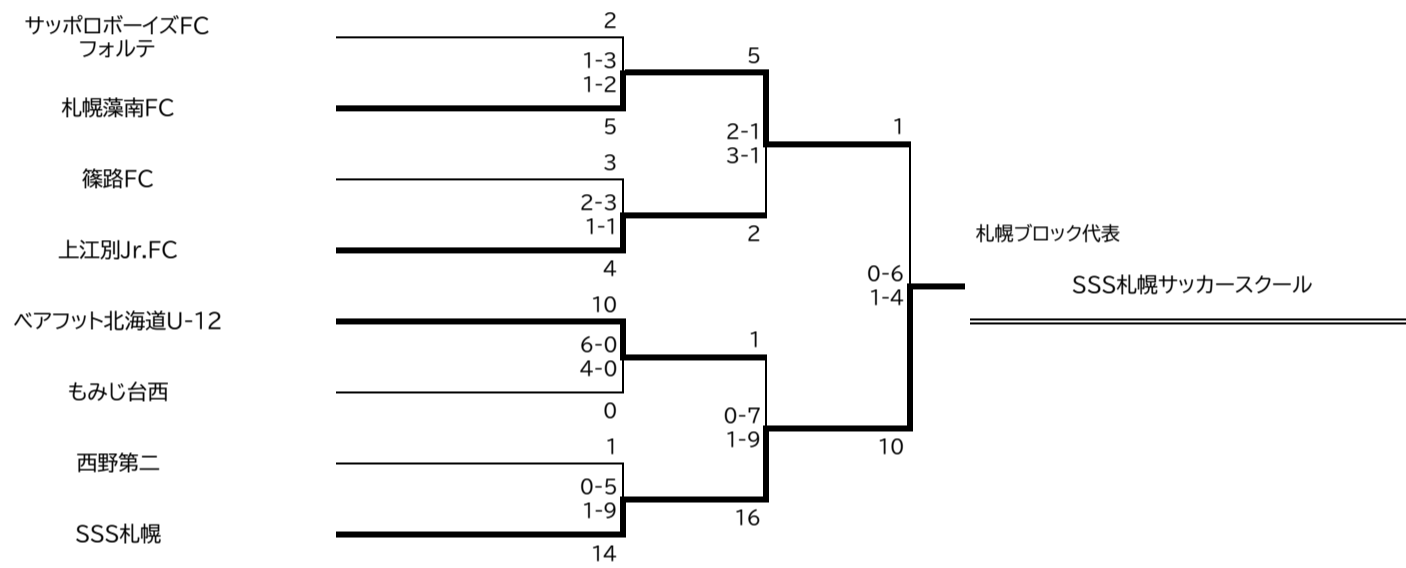 サッポロボーイズFC
フォルテ
2
1-3
1-2
5
札幌藻南FC
5
篠路FC
3
2-3
1-1
2-1
3-1
1
上江別Jr.FC
4
2
札幌ブロック代表
0-6
1-4
SSS札幌サッカースクール
ベアフット北海道U-12
10
6-0
4-0
1
もみじ台西
0
0-7
1-9
10
西野第二
1
0-5
1-9
16
SSS札幌
14